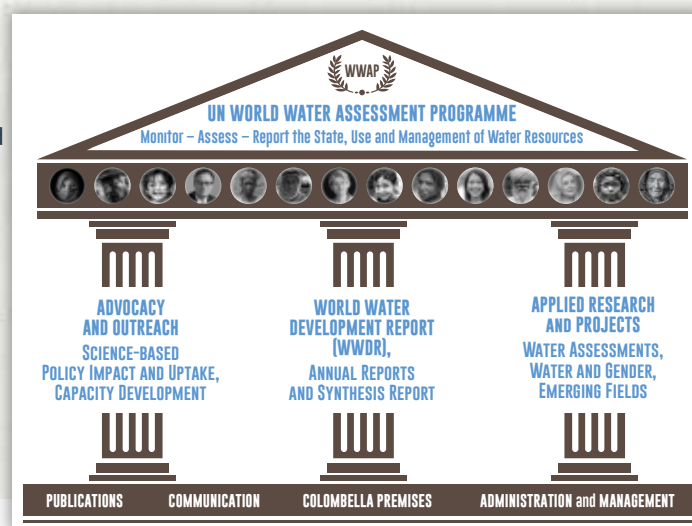 WWAP
UN WORLD WATER ASSESSMENT PROGRAMME
Monitor – Assess – Report the State, Use and Management of Water Resources
ADVOCACY
AND OUTREACH
SCIENCE-BASED
POLICY IMPACT AND UPTAKE,
CAPACITY DEVELOPMENT
WORLD WATER
DEVELOPMENT REPORT
(WWDR),
ANNUAL REPORTS
AND SYNTHESIS REPORT
APPLIED RESEARCH
and PROJECTS
WATER ASSESSMENTS,
WATER AND GENDER,
EMERGING FIELDS
PUBLICATIONS COMMUNICATION COLOMBELLA PREMISES ADMINISTRATION and MANAGEMENT